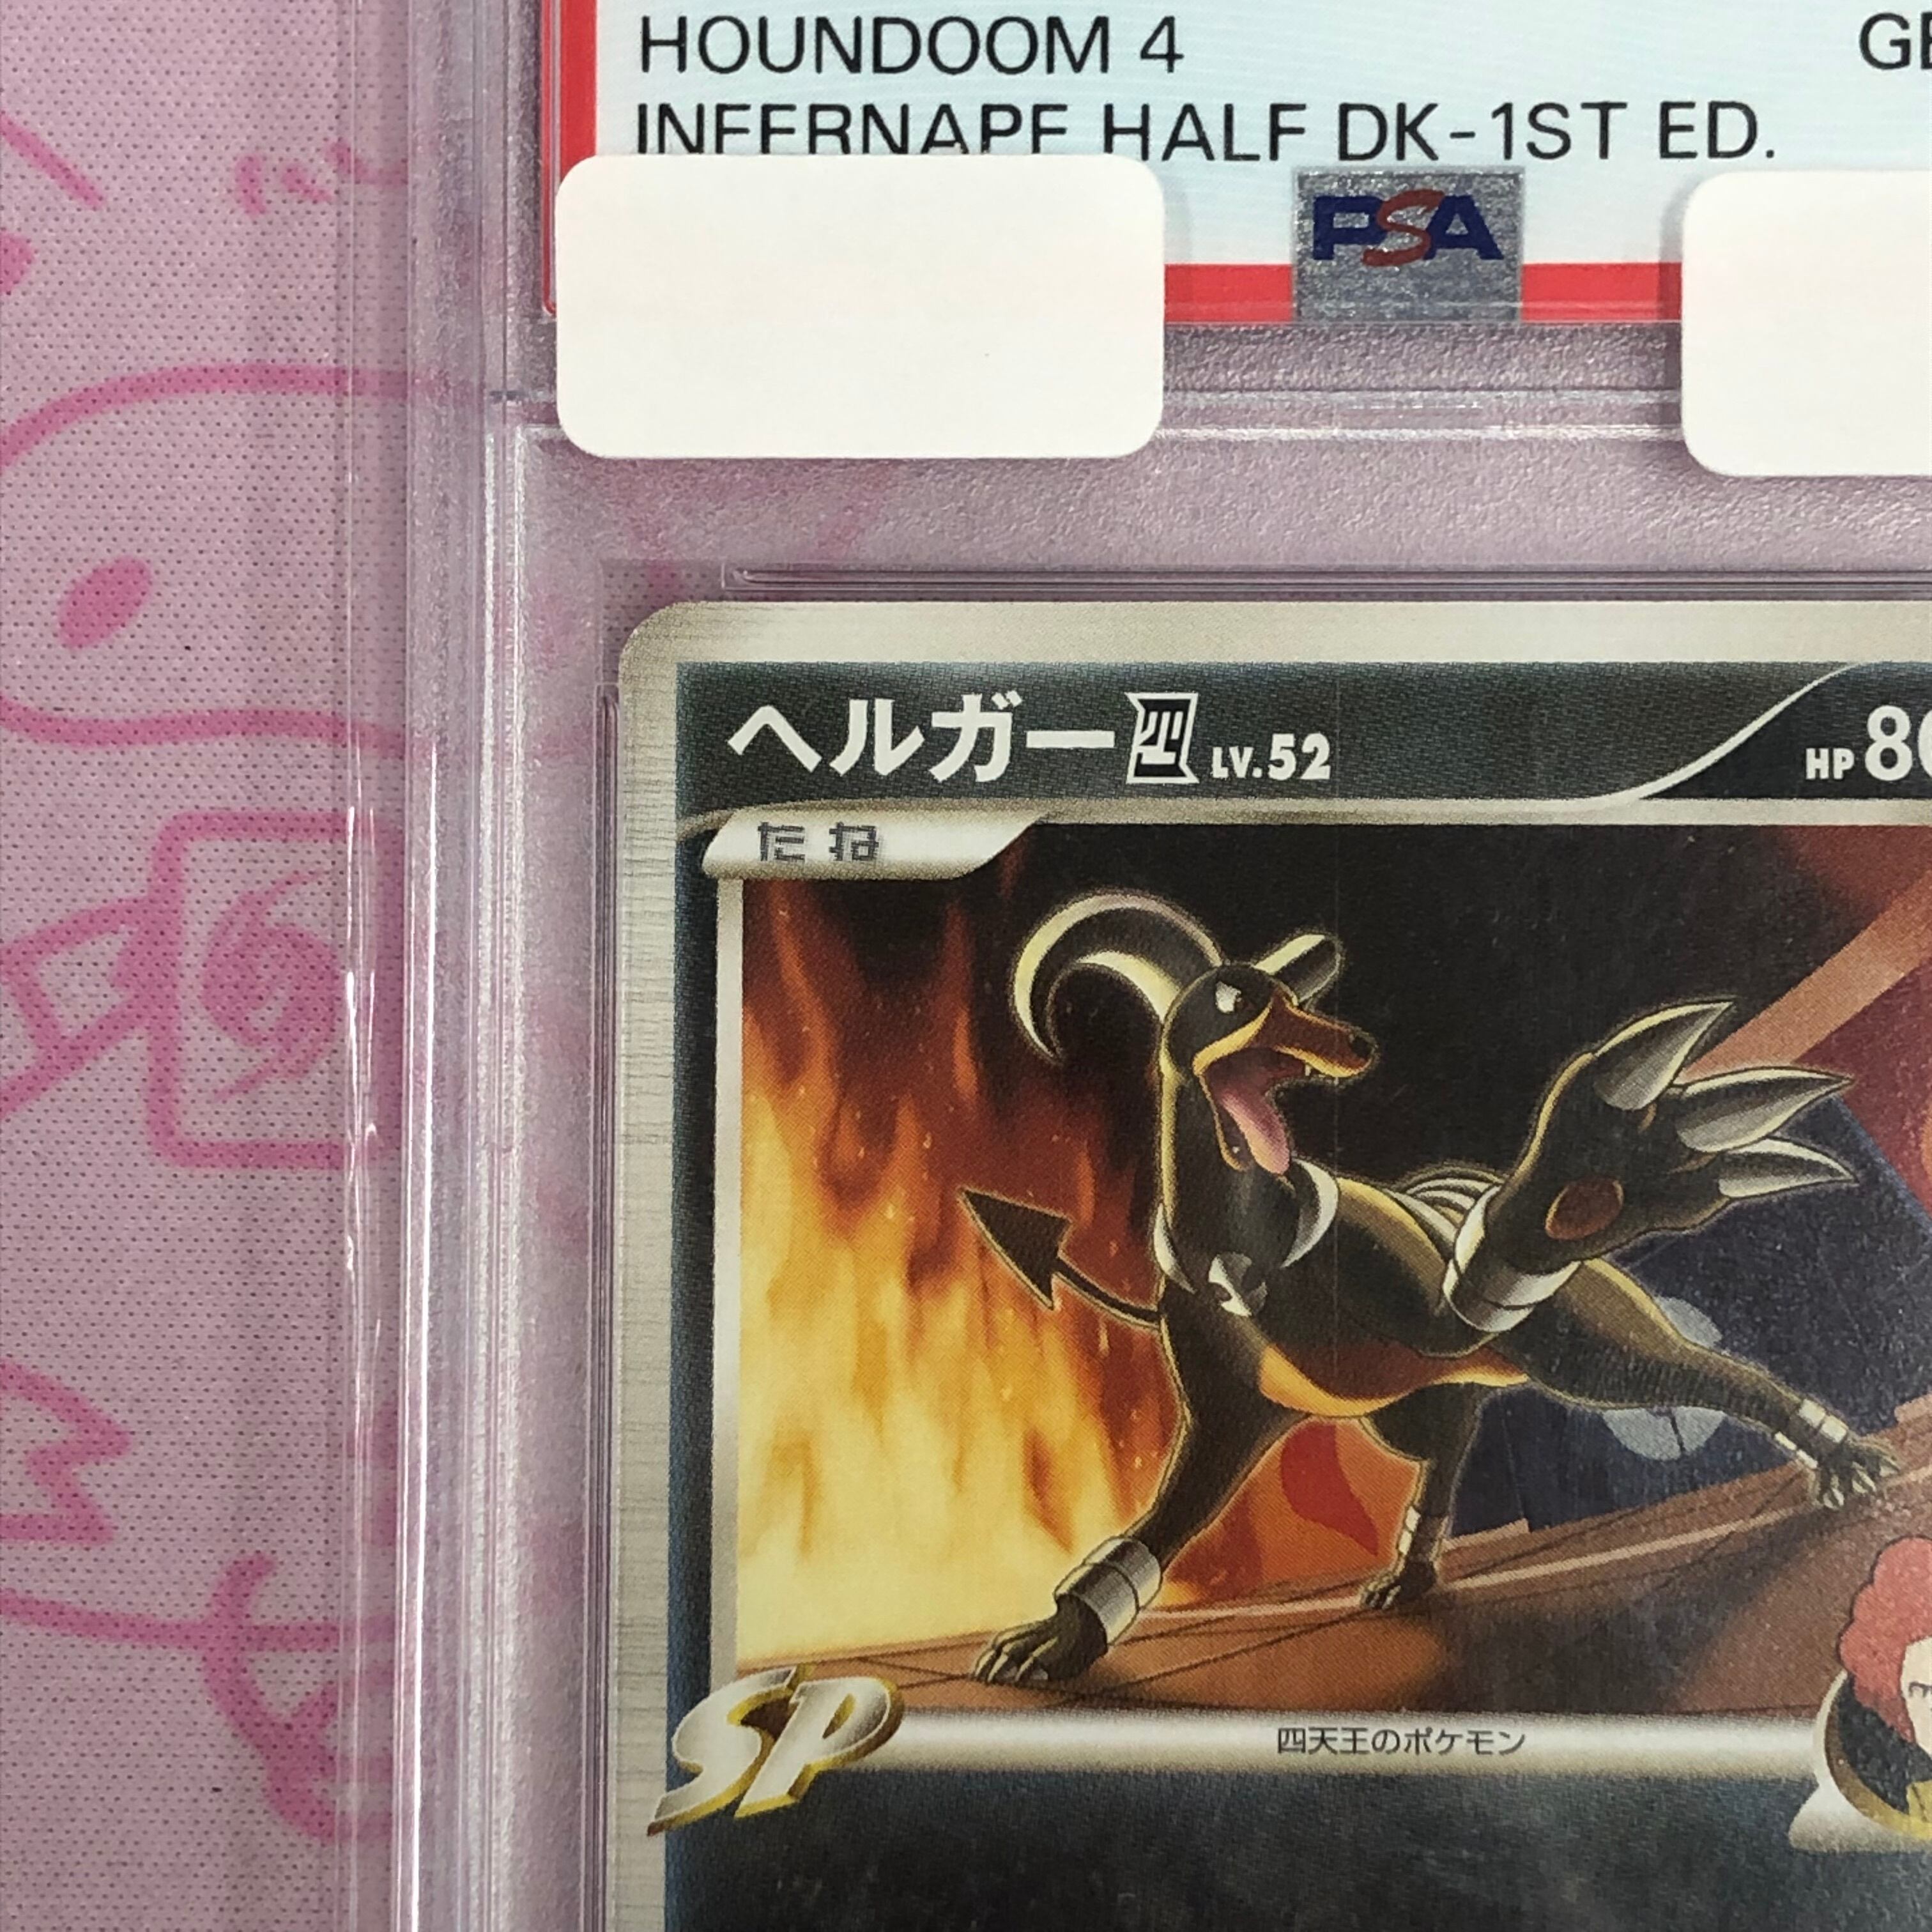 HOUNDOOM 4
INFERNAPE HALF DK-1ST ED.
PSA
ヘルガー四 LV.52
HP
たね
SP
四天王のポケモン